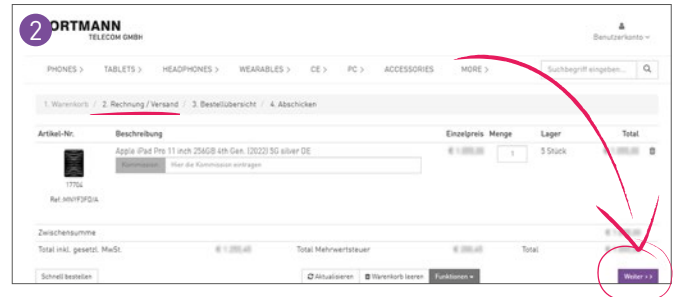 2
ORTMANN
TELECOM GMBH
Benutzerkonto
PHONES > TABLETS > HEADPHONES > WEARABLES > CE > PC > ACCESSORIES MORE > Suchbegriff eingeben...
1. Warenkorb / 2. Rechnung / Versand / 3. Bestellübersicht / 4. Abschicken
Artikel-Nr. Beschreibung Einzelpreis Menge Lager Total
Apple iPad Pro 11 inch 256GB 4th Gen. (2022) 5G silver DE 1 5 Stück
Kommission Hier die Kommission eintragen
17704
Ref.:MNYF3FD/A
Zwischensumme
Total inkl. gesetzl. MwSt. Total Mehrwertsteuer Total
Schnell bestellen Aktualisieren Warenkorb leeren Funktionen Weiter >>